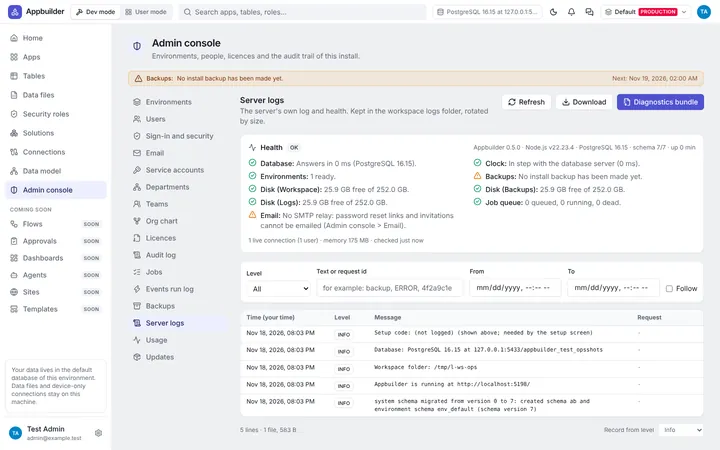 Appbuilder
Dev mode
User mode
Search apps, tables, roles...
PostgreSQL 16.15 at 127.0.0.1:5...
Default PRODUCTION
TA
Home
Apps
Tables
Data files
Security roles
Solutions
Connections
Data model
Admin console
COMING SOON
Flows SOON
Approvals SOON
Dashboards SOON
Agents SOON
Sites SOON
Templates SOON
Your data lives in the default
database of this environment.
Data files and device-only
connections stay on this
machine.
TA
Test Admin
admin@example.test
Admin console
Environments, people, licences and the audit trail of this install.
Backups: No install backup has been made yet.
Next: Nov 19, 2026, 02:00 AM
Environments
Users
Sign-in and security
Email
Service accounts
Departments
Teams
Org chart
Licences
Audit log
Jobs
Events run log
Backups
Server logs
Usage
Updates
Server logs
The server's own log and health. Kept in the workspace logs folder, rotated
by size.
Refresh
Download
Diagnostics bundle
Health OK
Appbuilder 0.5.0 · Node.js v22.23.4 · PostgreSQL 16.15 · schema 7/7 · up 0 min
Database: Answers in 0 ms (PostgreSQL 16.15).
Clock: In step with the database server (0 ms).
Environments: 1 ready.
Backups: No install backup has been made yet.
Disk (Workspace): 25.9 GB free of 252.0 GB.
Disk (Backups): 25.9 GB free of 252.0 GB.
Disk (Logs): 25.9 GB free of 252.0 GB.
Job queue: 0 queued, 0 running, 0 dead.
Email: No SMTP relay: password reset links and invitations
cannot be emailed (Admin console > Email).
1 live connection (1 user) · memory 175 MB · checked just now
Level
Text or request id
From
To
All
for example: backup, ERROR, 4f2a9c1e
mm/dd/yyyy, --:-- --
mm/dd/yyyy, --:-- --
Follow
Time (your time) Level Message Request
Nov 18, 2026, 08:03 PM INFO Setup code: (not logged) (shown above; needed by the setup screen) -
Nov 18, 2026, 08:03 PM INFO Database: PostgreSQL 16.15 at 127.0.0.1:5433/appbuilder_test_opsshots -
Nov 18, 2026, 08:03 PM INFO Workspace folder: /tmp/l-ws-ops -
Nov 18, 2026, 08:03 PM INFO Appbuilder is running at http://localhost:5198/ -
Nov 18, 2026, 08:03 PM INFO system schema migrated from version 0 to 7: created schema ab and -
environment schema env_default (schema version 7)
5 lines · 1 file, 563 B
Record from level Info